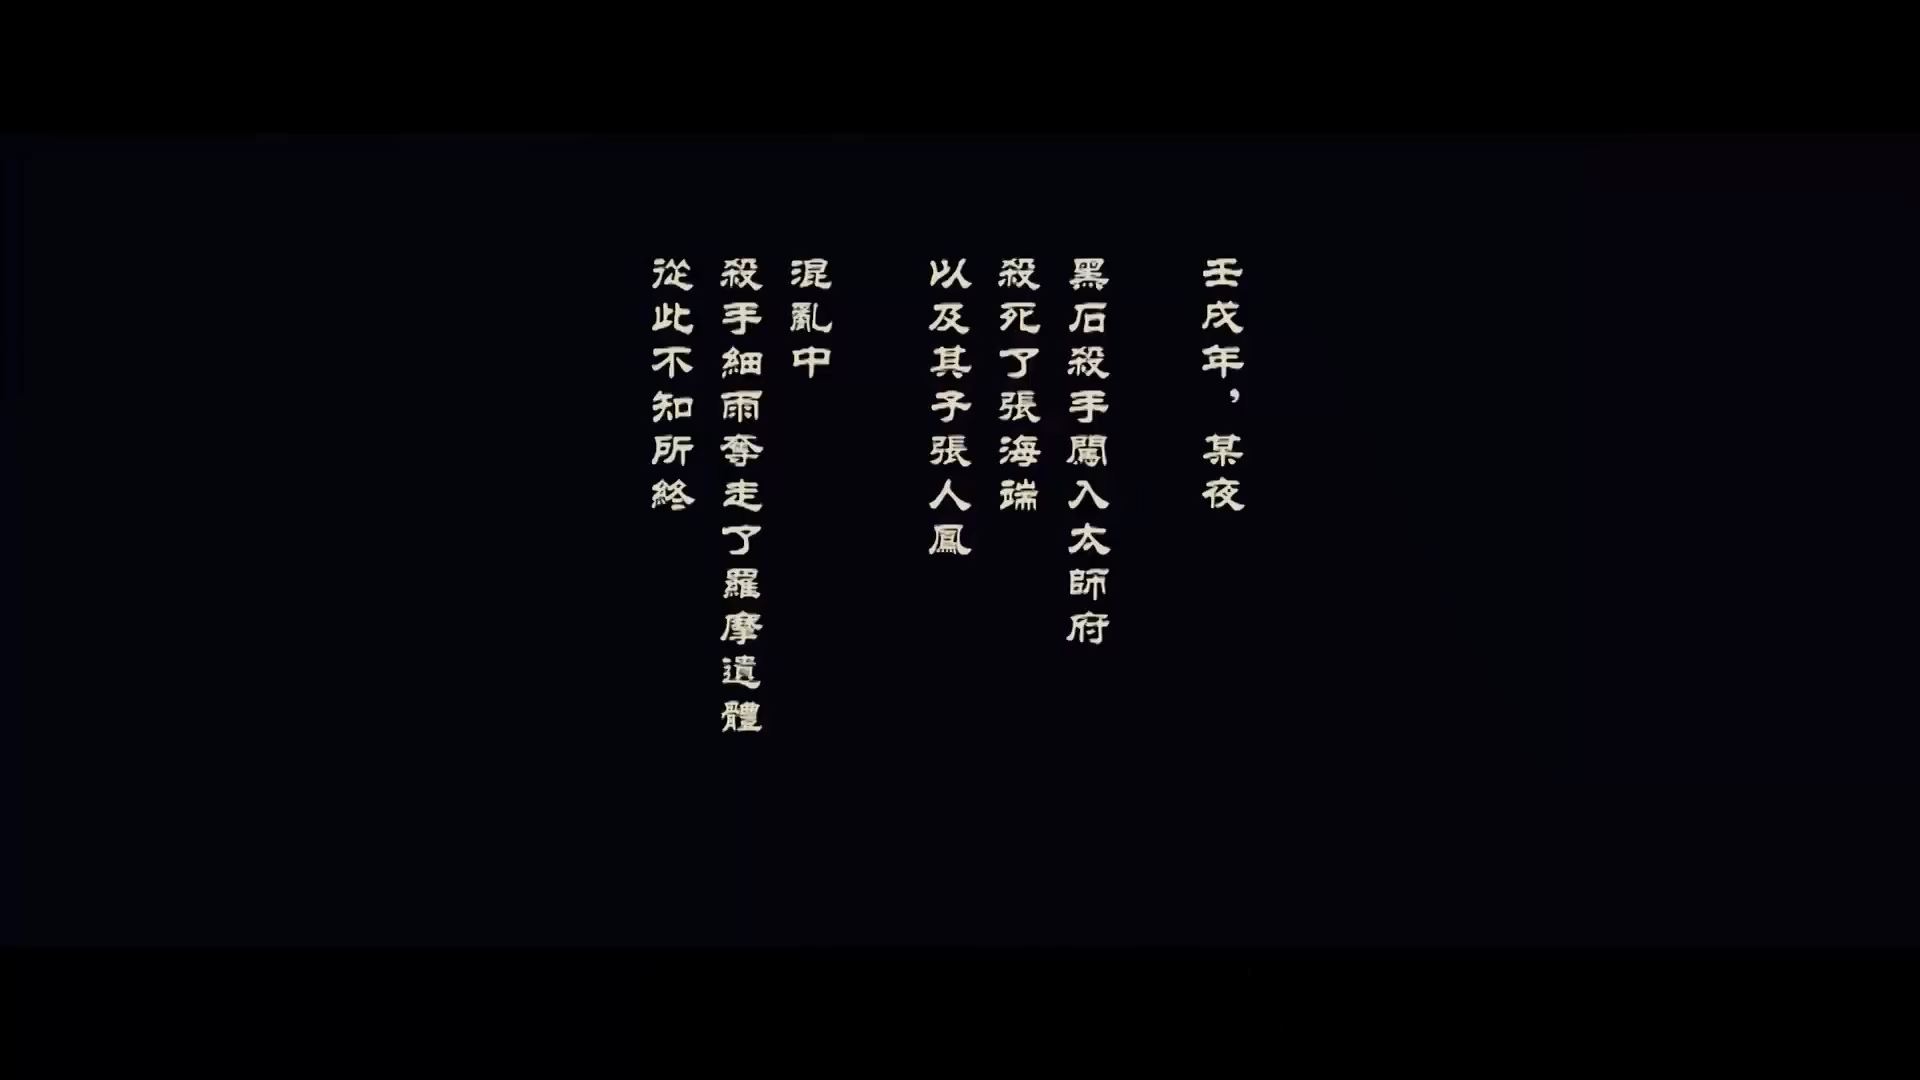 壬戌年，某夜
黑石殺手闖入太師府
殺死了張海端
以及其子張人鳳
混亂中
殺手細雨奪走了羅摩遺體
從此不知所終